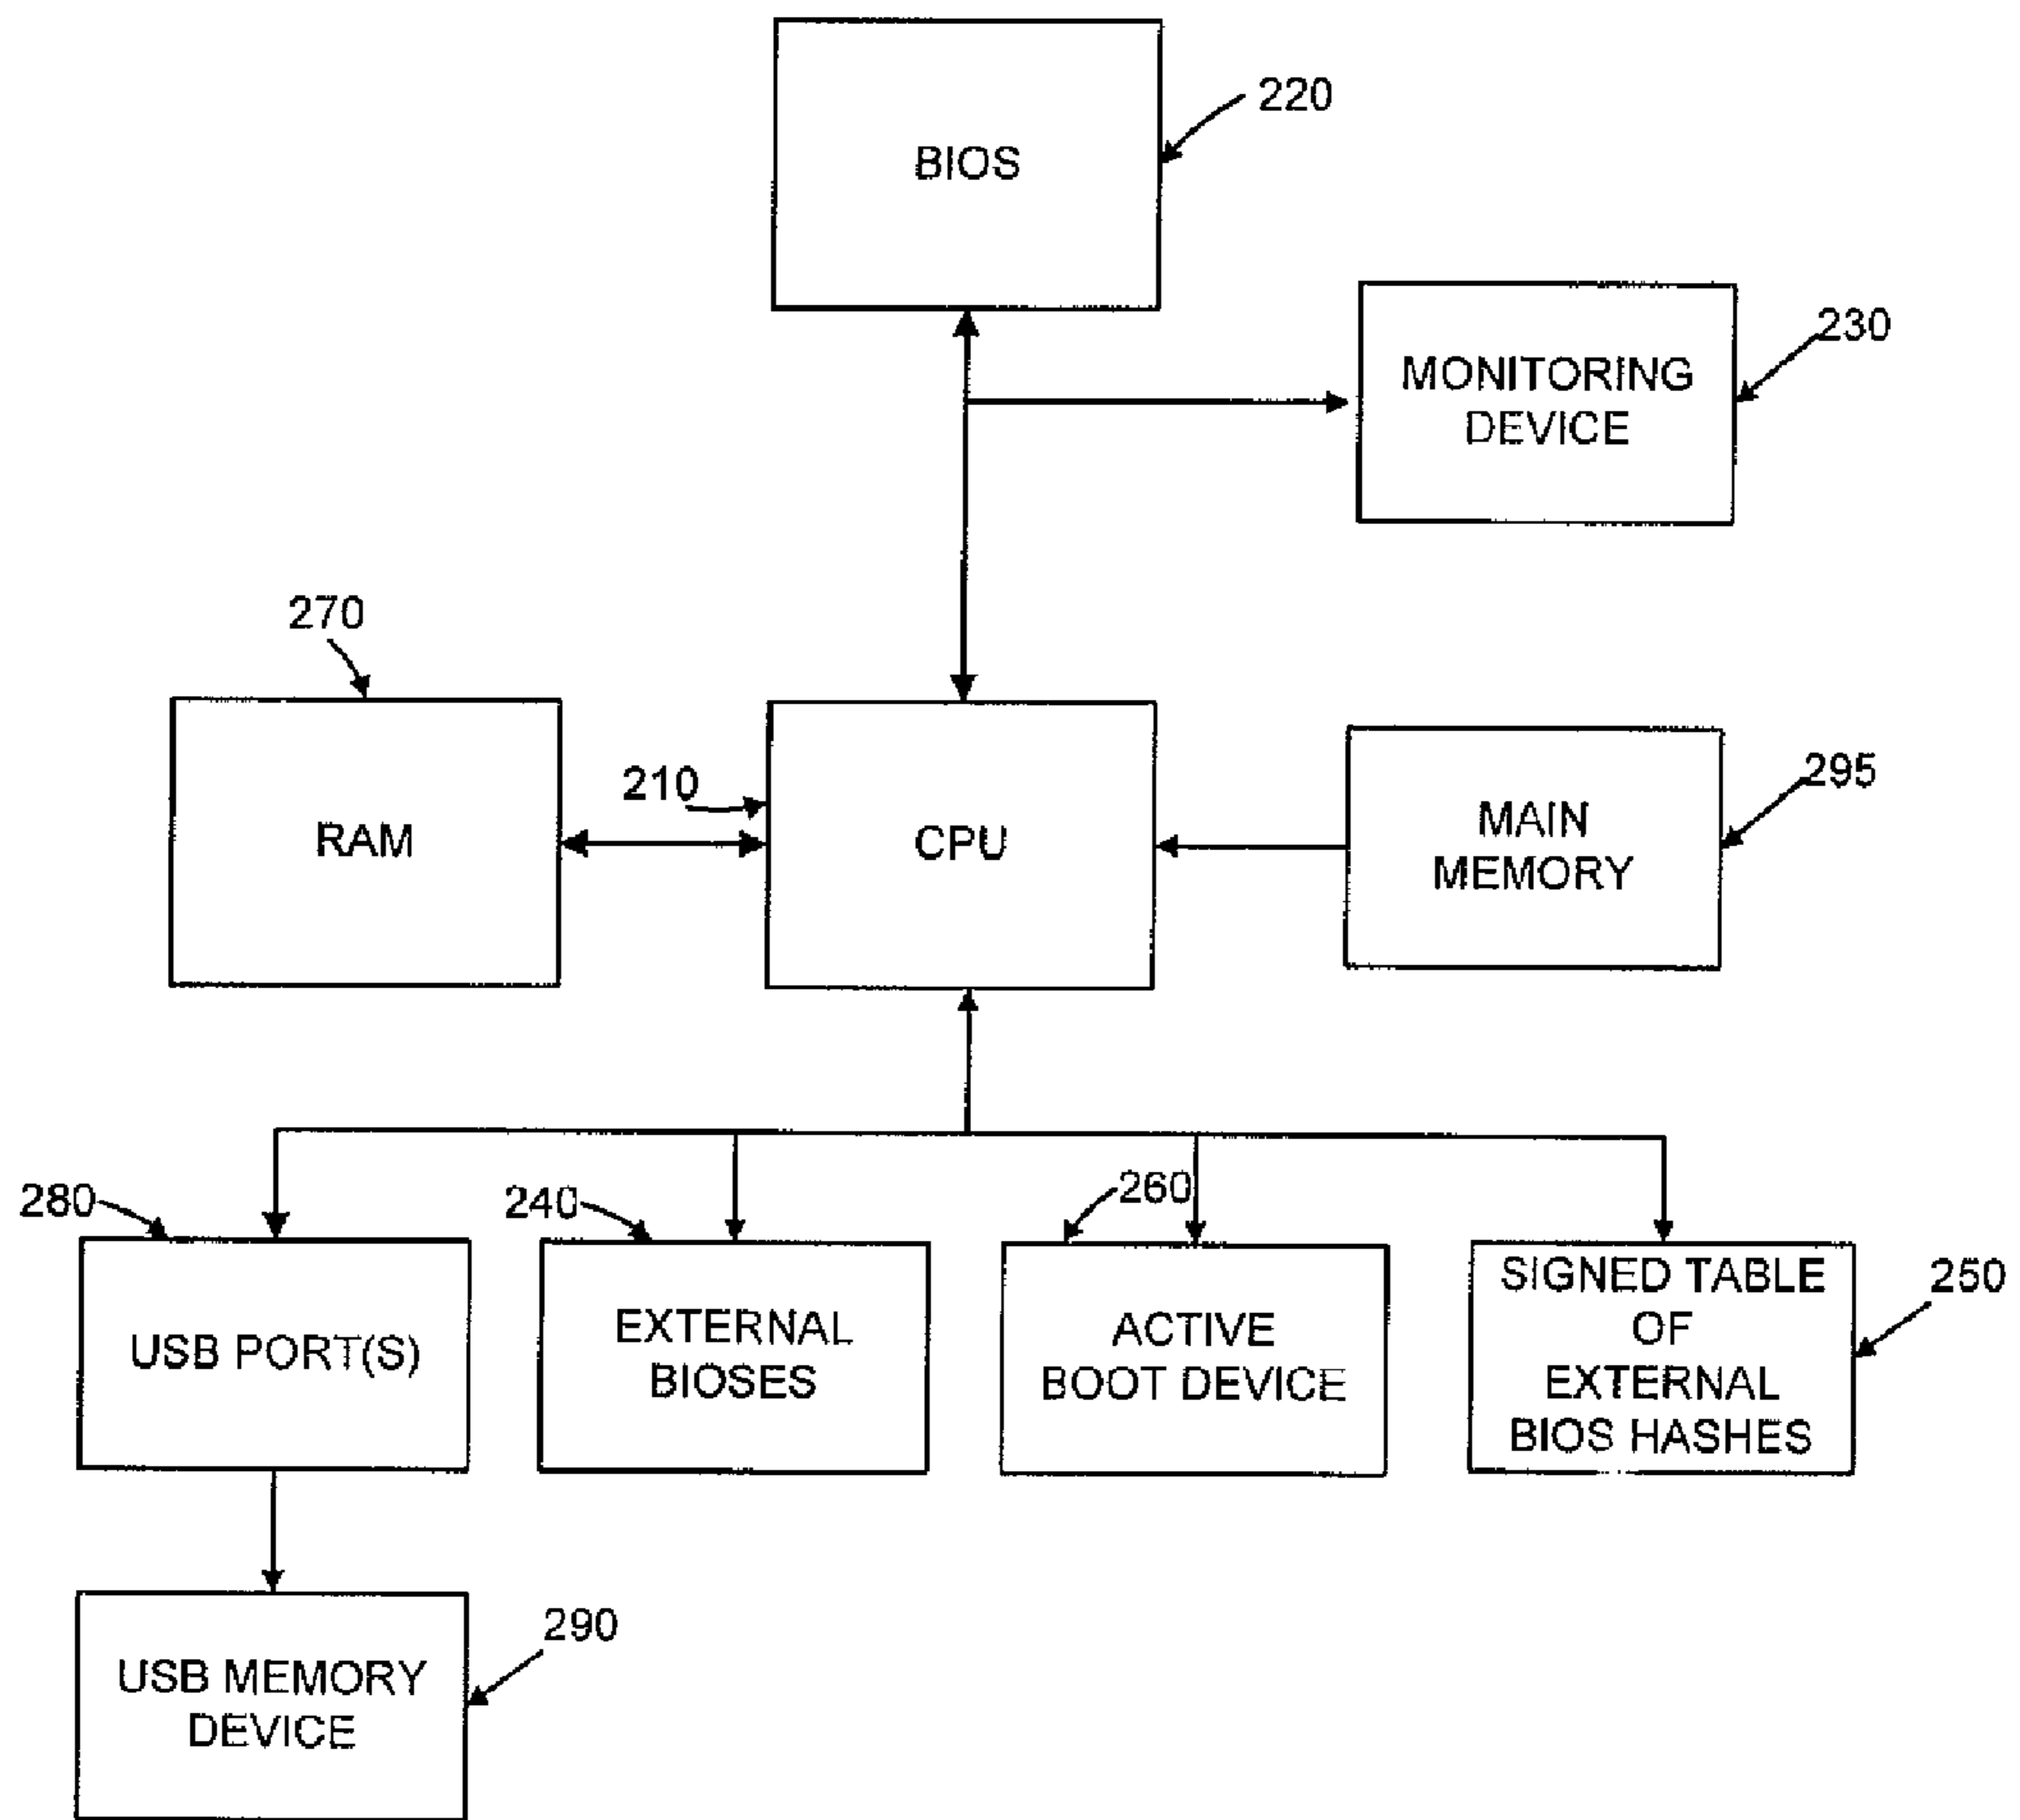 BIOS
220
MONITORING
DEVICE
230
270
RAM
210
CPU
MAIN
MEMORY
295
280
USB PORT(S)
240
EXTERNAL
BIOSES
260
ACTIVE
BOOT DEVICE
SIGNED TABLE
OF
EXTERNAL
BIOS HASHES
250
USB MEMORY
DEVICE
290